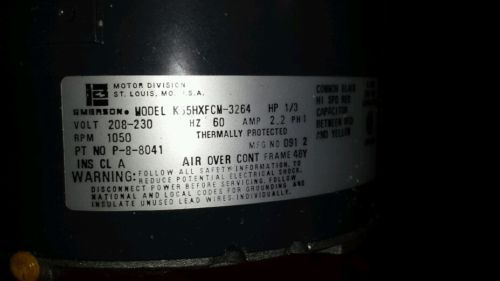 MOTOR DIVISION
ST. LOUIS, MO. U.S.A.
EMERSON MODEL K55HXFCM-3264 HP 1/3
VOLT 208-230 HZ 60 AMP 2.2 PH 1
RPM 1050 THERMALLY PROTECTED
PT NO P-8-8041 MFG NO 091 2
INS CL A AIR OVER CONT FRAME 48Y
WARNING: FOLLOW ALL SAFETY INFORMATION, TO
REDUCE POTENTIAL ELECTRICAL SHOCK,
DISCONNECT POWER BEFORE SERVICING. FOLLOW
NATIONAL AND LOCAL CODES FOR GROUNDING AND
INSULATE UNUSED LEAD WIRES INDIVIDUALLY.
COMMON BLACK
HI SPD RED
CAPACITOR
BETWEEN RED
AND YELLOW